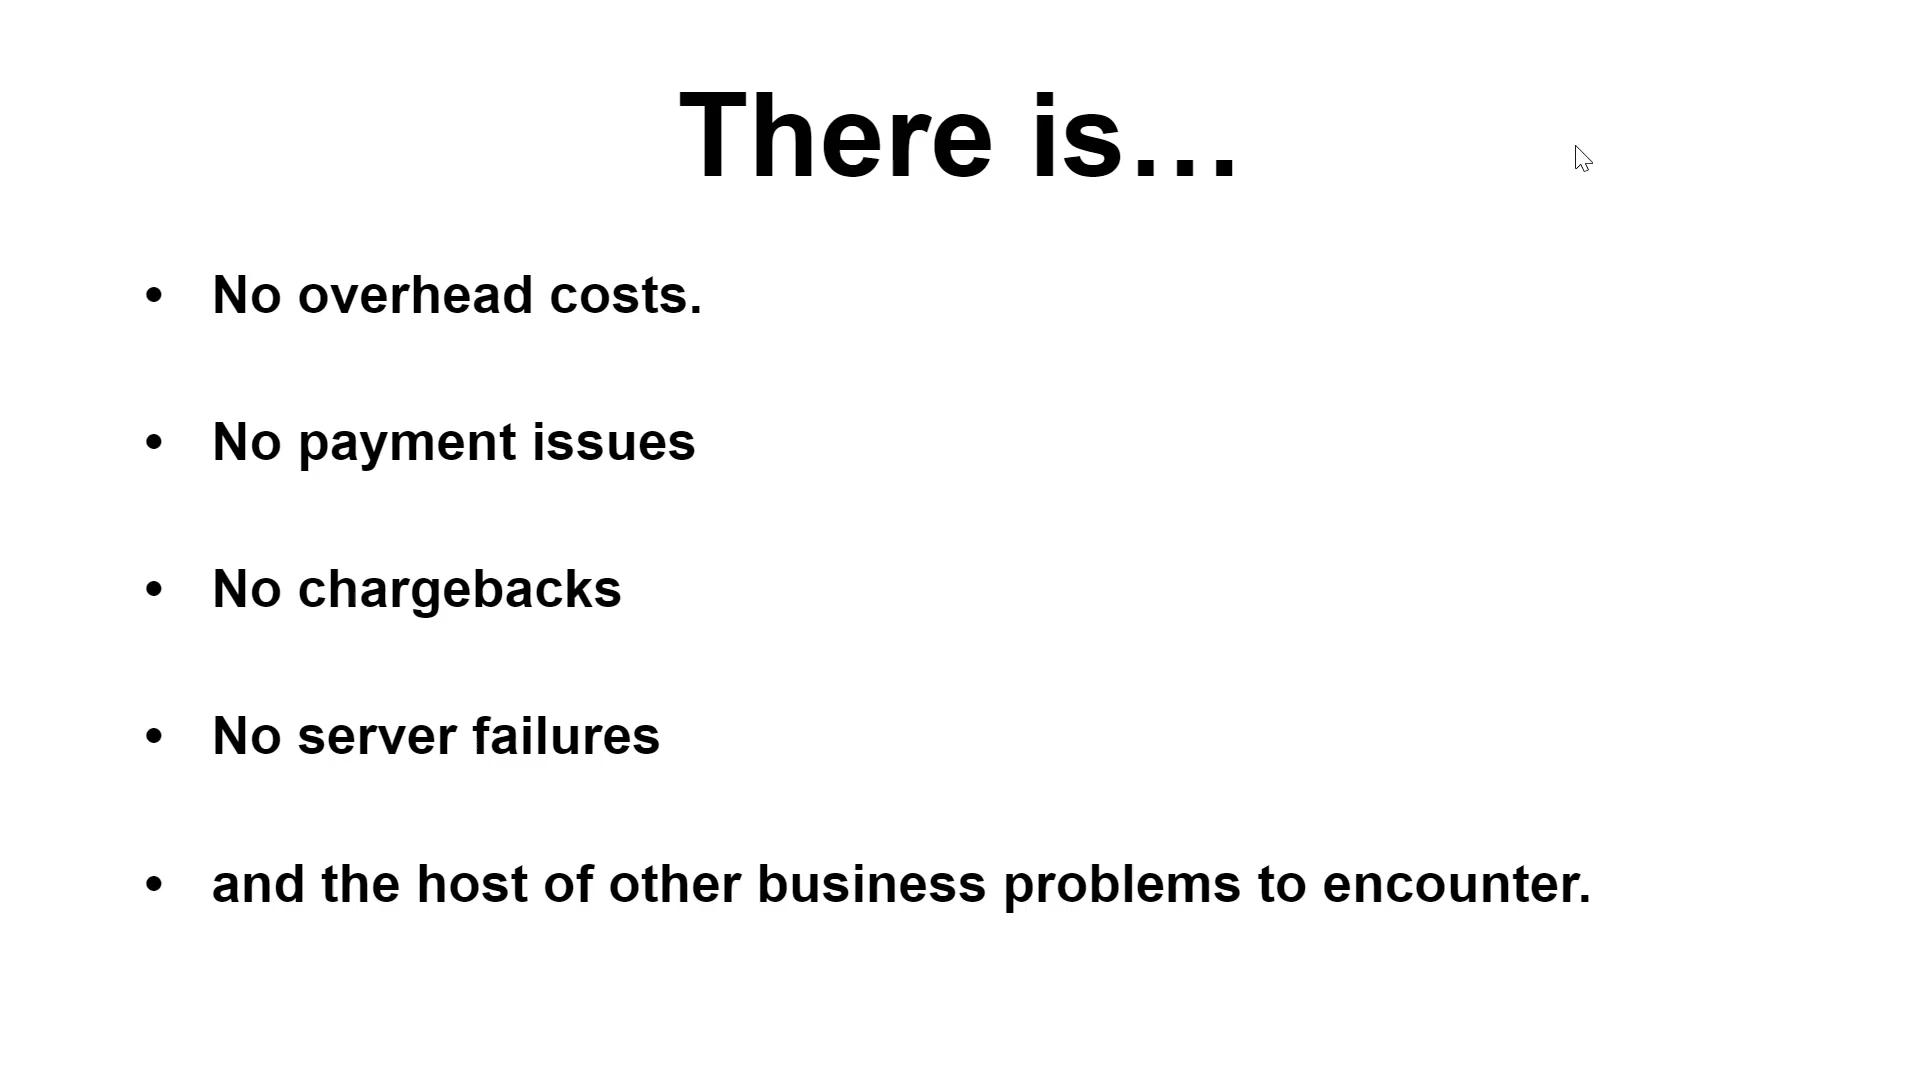 There is…
• No overhead costs.
• No payment issues
• No chargebacks
• No server failures
• and the host of other business problems to encounter.